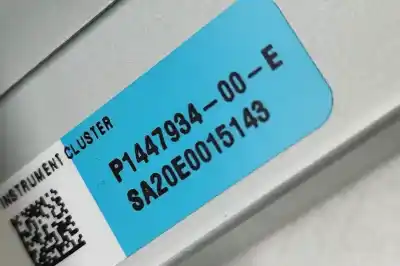 INSTRUMENT CLUSTER
P1447934-00-E
SA20E0015143